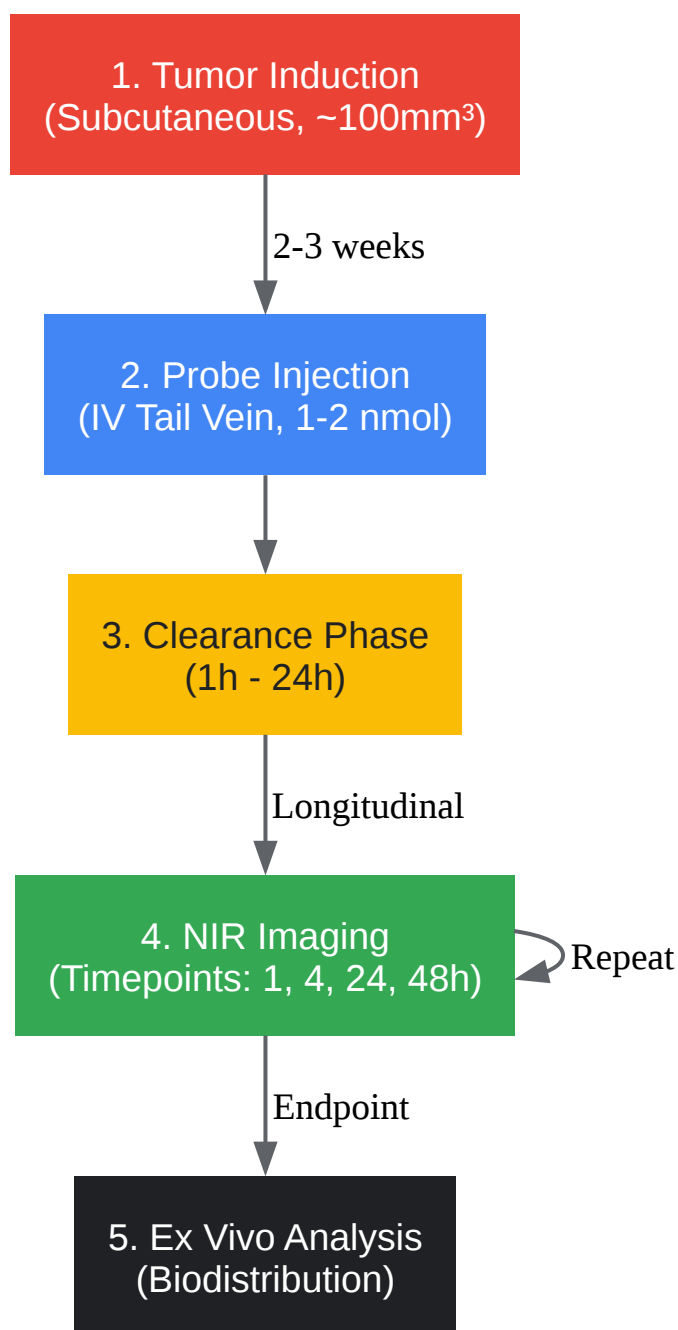 1. Tumor Induction
(Subcutaneous, ~100mm³)
2-3 weeks
2. Probe Injection
(IV Tail Vein, 1-2 nmol)
3. Clearance Phase
(1h - 24h)
Longitudinal
4. NIR Imaging
(Timepoints: 1, 4, 24, 48h)
Repeat
Endpoint
5. Ex Vivo Analysis
(Biodistribution)